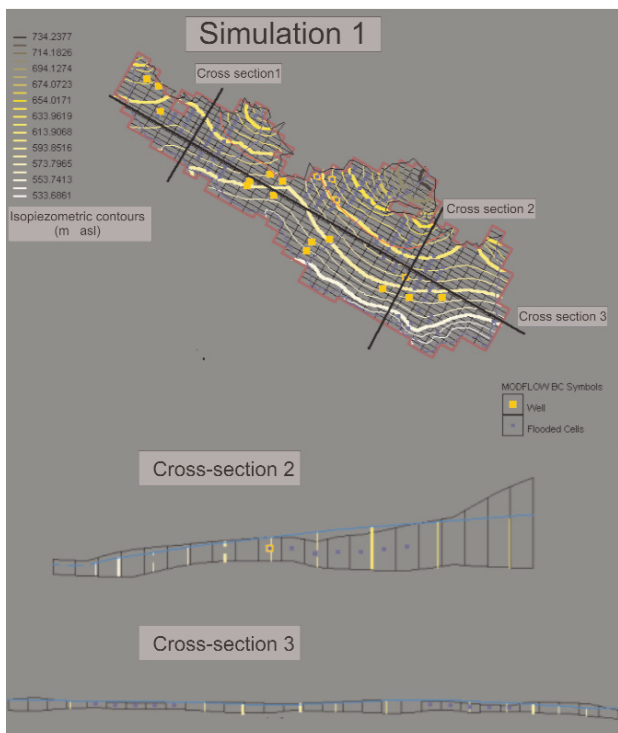 Simulation 1
734.2377
714.1826
694.1274
674.0723
654.0171
633.9619
613.9068
593.8516
573.7965
553.7413
533.6861
Isopiezometric contours
(m asl)
Cross section1
Cross section 2
Cross section 3
MODFLOW BC Symbols
Well
Flooded Cells
Cross-section 2
Cross-section 3